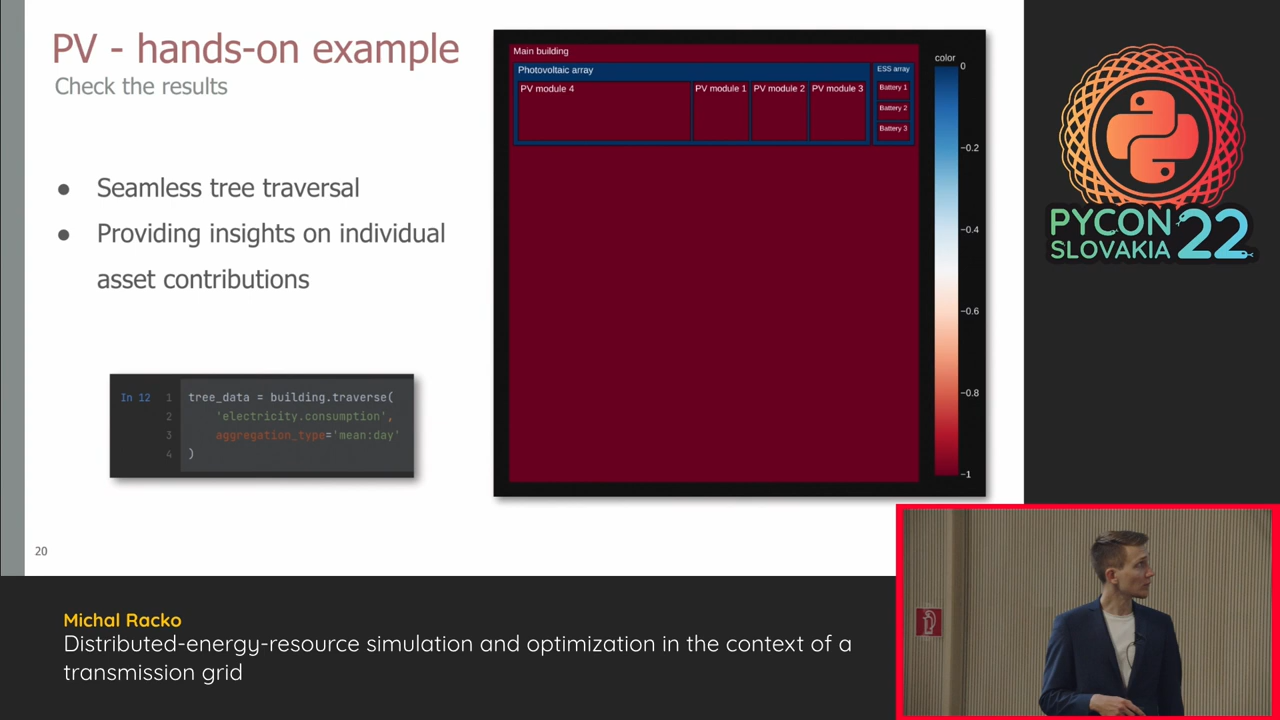 PV - hands-on example
Check the results
● Seamless tree traversal
● Providing insights on individual
asset contributions
In 12
1 tree_data = building.traverse(
2 'electricity.consumption',
3 aggregation_type='mean:day'
4 )
Main building
Photovoltaic array
ESS array
PV module 4
PV module 1
PV module 2
PV module 3
Battery 1
Battery 2
Battery 3
color
0
−0.2
−0.4
−0.6
−0.8
−1
PYCON
SLOVAKIA
22
20
Michal Racko
Distributed-energy-resource simulation and optimization in the context of a
transmission grid